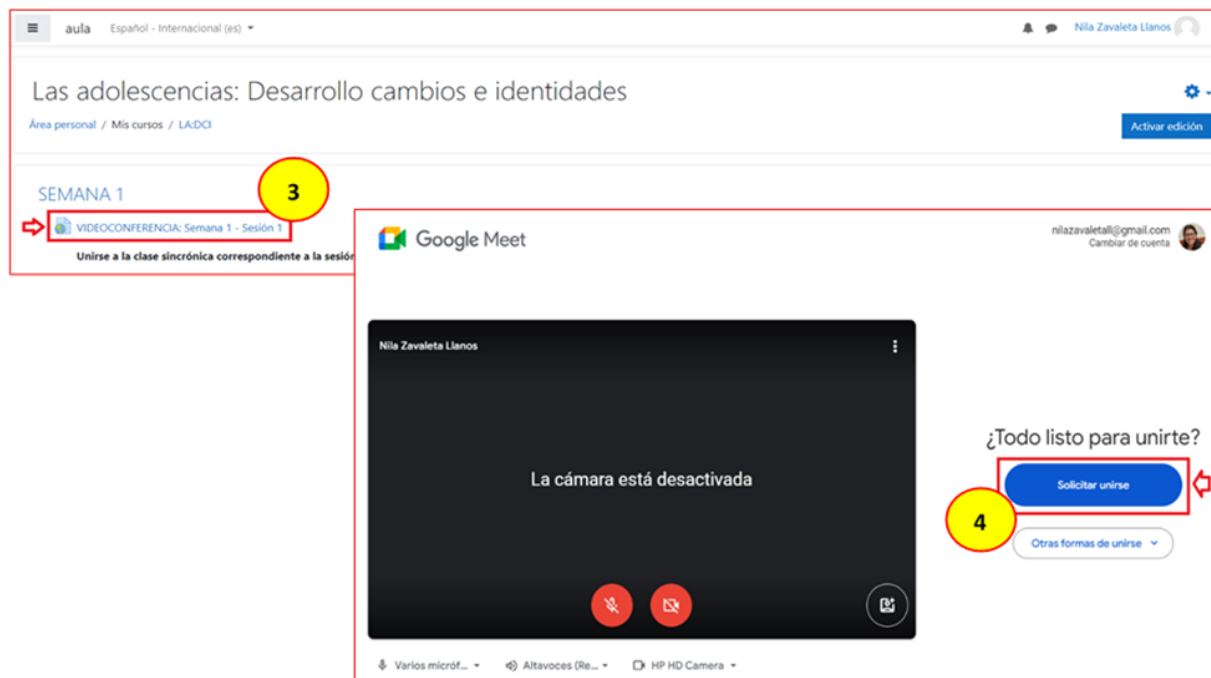 aula Español - Internacional (es) Nila Zavaleta Llanos
Las adolescencias: Desarrollo cambios e identidades
Área personal / Mis cursos / LA:DCI
Activar edición
SEMANA 1
3
VIDEOCONFERENCIA: Semana 1 - Sesión 1
Unirse a la clase sincrónica correspondiente a la sesión
Google Meet
nilazavaletall@gmail.com
Cambiar de cuenta
Nila Zavaleta Llanos
La cámara está desactivada
¿Todo listo para unirte?
Solicitar unirse
4
Otras formas de unirse
Varios microf... Altavoces (Re... HP HD Camera